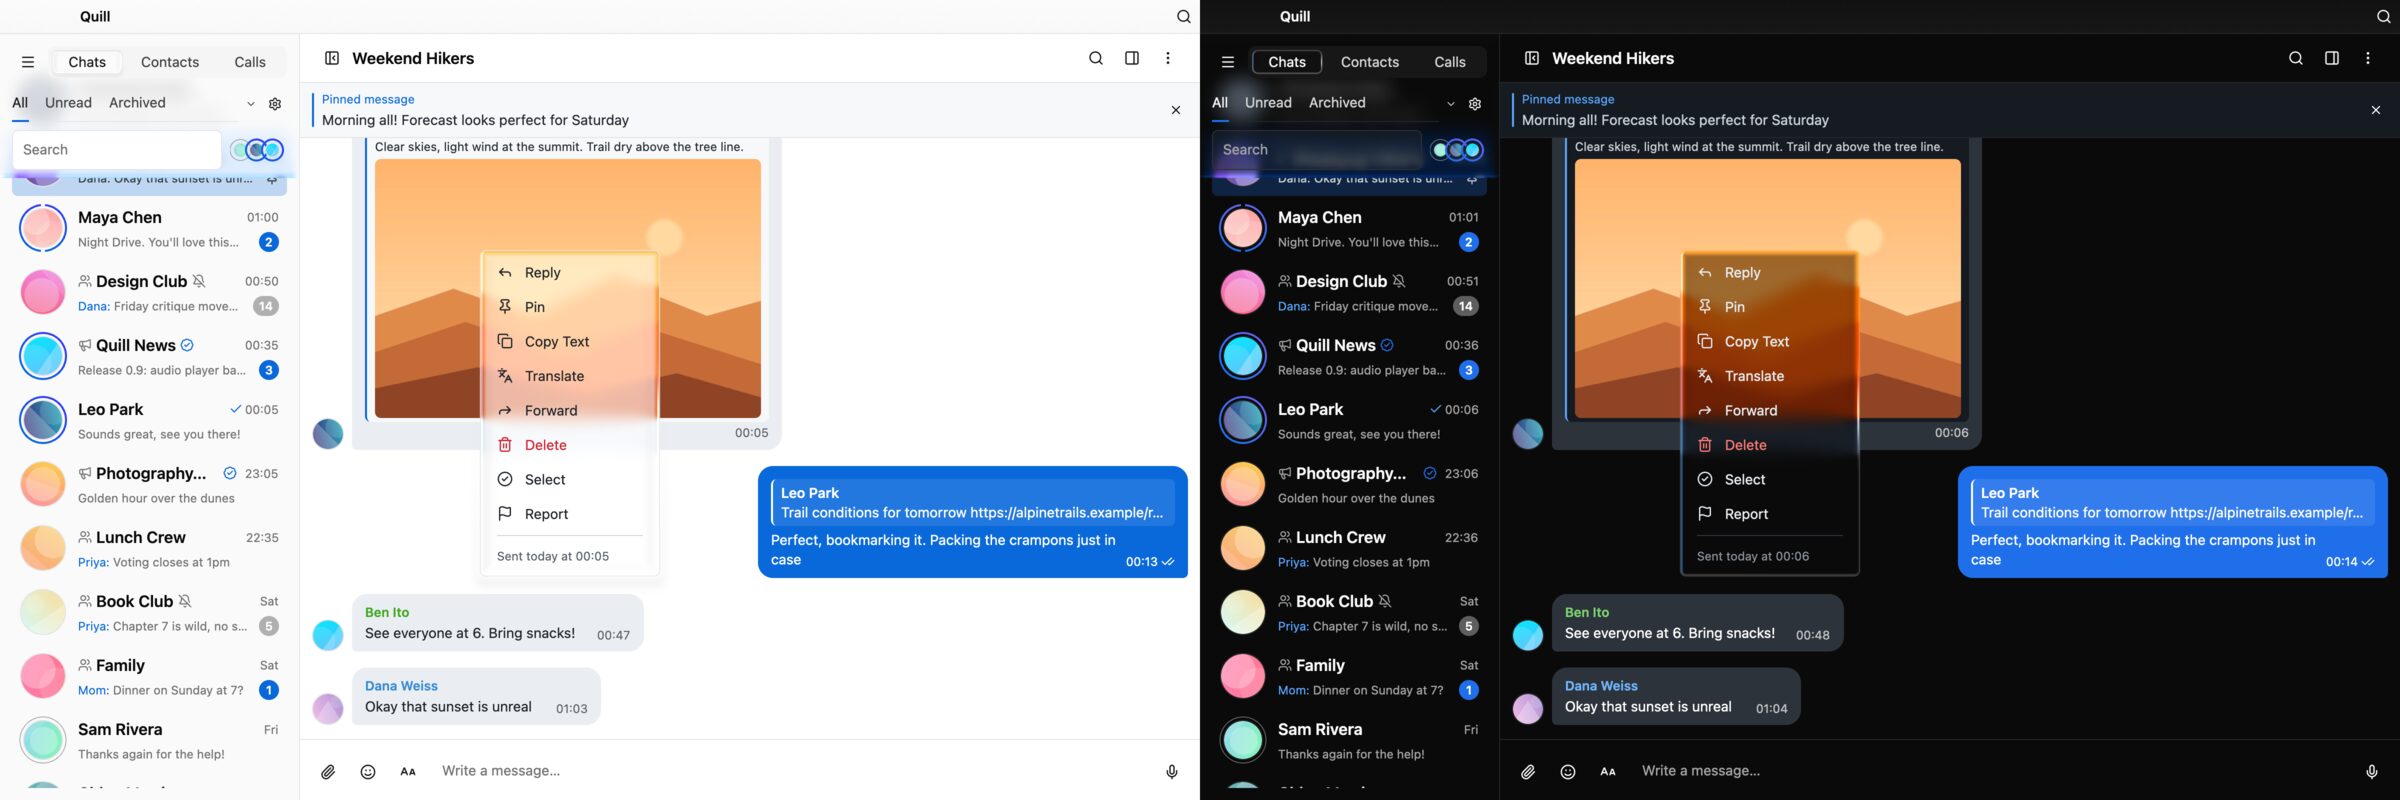 Quill
Chats Contacts Calls
All Unread Archived
Search
Dana: Okay that sunset is unr...
Maya Chen 01:00
Night Drive. You'll love this... 2
Design Club 00:50
Dana: Friday critique move... 14
Quill News 00:35
Release 0.9: audio player ba... 3
Leo Park 00:05
Sounds great, see you there!
Photography... 23:05
Golden hour over the dunes
Lunch Crew 22:35
Priya: Voting closes at 1pm
Book Club Sat
Priya: Chapter 7 is wild, no s... 5
Family Sat
Mom: Dinner on Sunday at 7? 1
Sam Rivera Fri
Thanks again for the help!
Weekend Hikers
Pinned message
Morning all! Forecast looks perfect for Saturday
Clear skies, light wind at the summit. Trail dry above the tree line.
00:05
Reply
Pin
Copy Text
Translate
Forward
Delete
Select
Report
Sent today at 00:05
Leo Park
Trail conditions for tomorrow https://alpinetrails.example/r...
Perfect, bookmarking it. Packing the crampons just in
case 00:13
Ben Ito
See everyone at 6. Bring snacks! 00:47
Dana Weiss
Okay that sunset is unreal 01:03
AA Write a message...
Quill
Chats Contacts Calls
All Unread Archived
Search
Dana: Okay that sunset is unr...
Maya Chen 01:01
Night Drive. You'll love this... 2
Design Club 00:51
Dana: Friday critique move... 14
Quill News 00:36
Release 0.9: audio player ba... 3
Leo Park 00:06
Sounds great, see you there!
Photography... 23:06
Golden hour over the dunes
Lunch Crew 22:36
Priya: Voting closes at 1pm
Book Club Sat
Priya: Chapter 7 is wild, no s... 5
Family Sat
Mom: Dinner on Sunday at 7? 1
Sam Rivera Fri
Thanks again for the help!
Weekend Hikers
Pinned message
Morning all! Forecast looks perfect for Saturday
Clear skies, light wind at the summit. Trail dry above the tree line.
00:06
Reply
Pin
Copy Text
Translate
Forward
Delete
Select
Report
Sent today at 00:06
Leo Park
Trail conditions for tomorrow https://alpinetrails.example/r...
Perfect, bookmarking it. Packing the crampons just in
case 00:14
Ben Ito
See everyone at 6. Bring snacks! 00:48
Dana Weiss
Okay that sunset is unreal 01:04
AA Write a message...